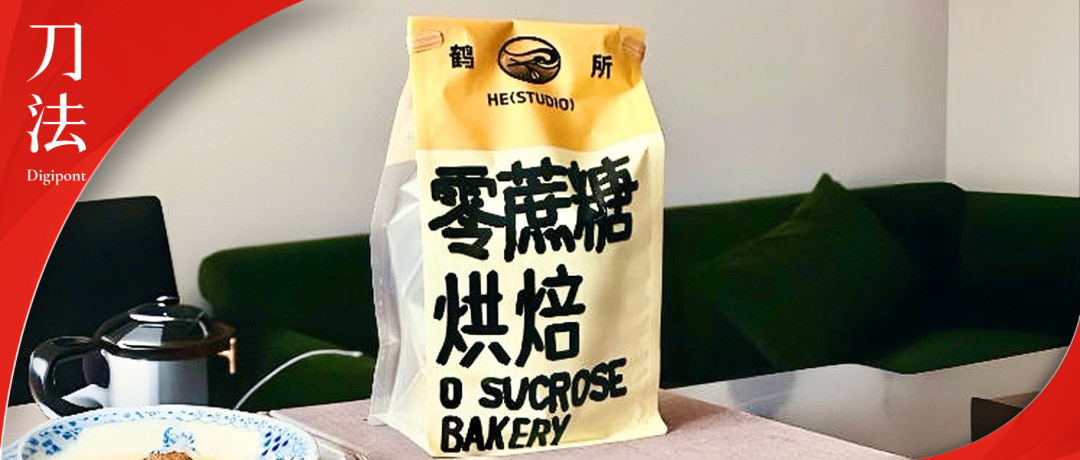 刀法
Digipont
鹤所
HE(STUDIO)
零蔗糖
烘焙
0 SUCROSE
BAKERY